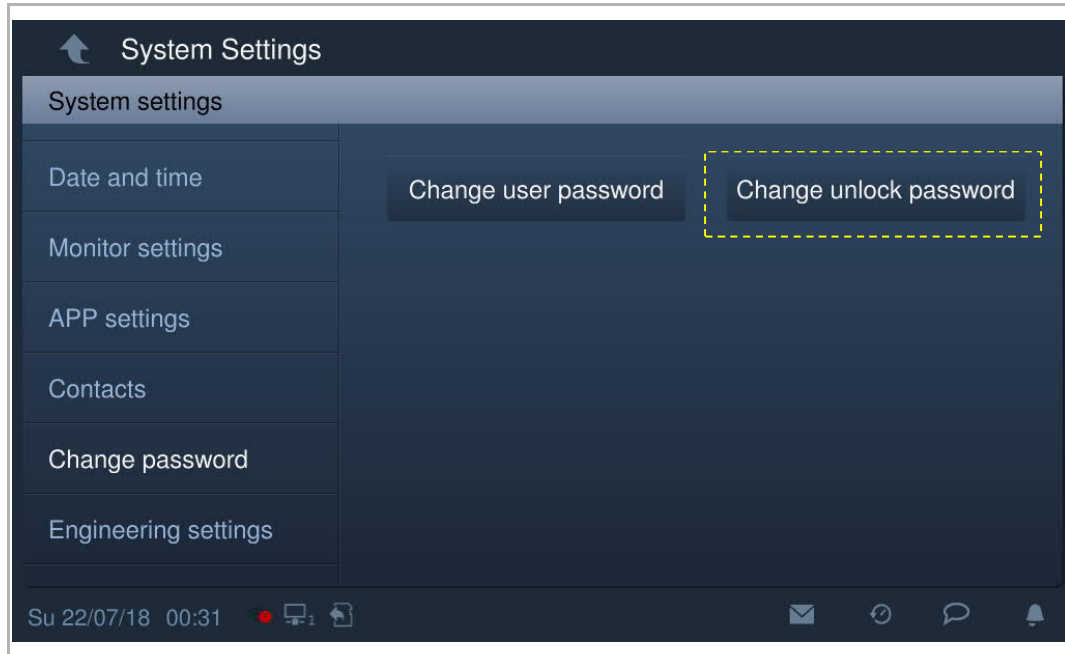 System Settings
System settings
Date and time
Monitor settings
APP settings
Contacts
Change password
Engineering settings
Change user password
Change unlock password
Su 22/07/18 00:31
1